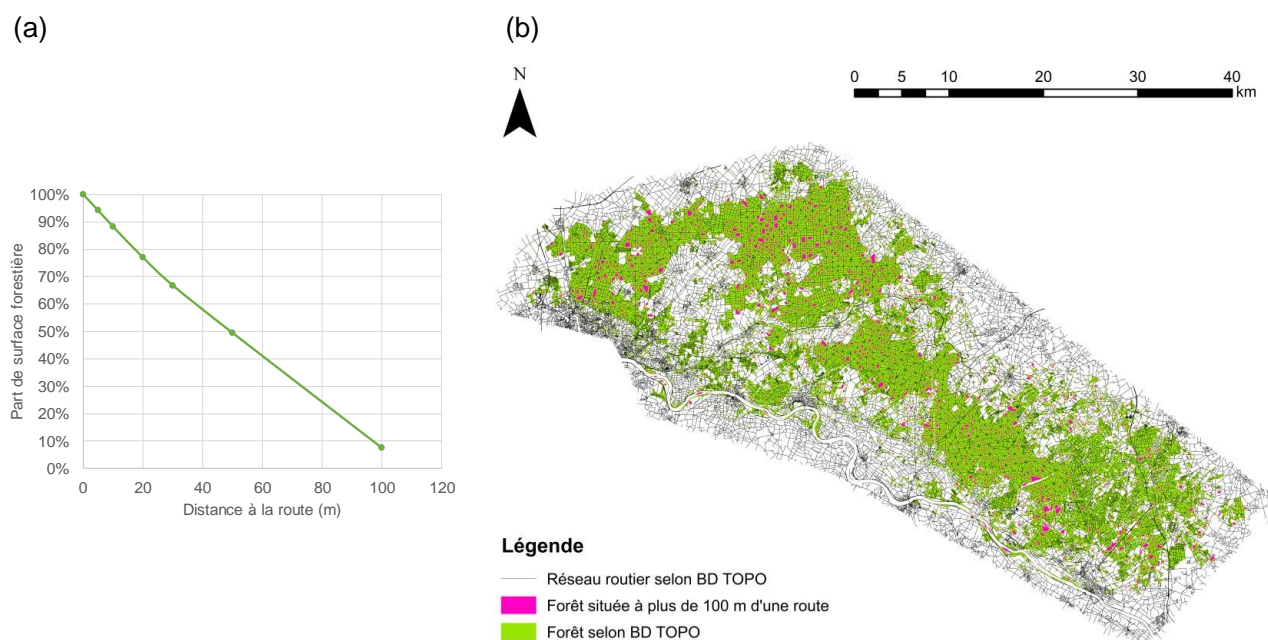 (a)
100%
90%
80%
70%
60%
50%
40%
30%
20%
10%
0%
Part de surface forestière
0 20 40 60 80 100 120
Distance à la route (m)
(b)
N
0 5 10 20 30 40
km
Légende
Réseau routier selon BD TOPO
Forêt située à plus de 100 m d'une route
Forêt selon BD TOPO